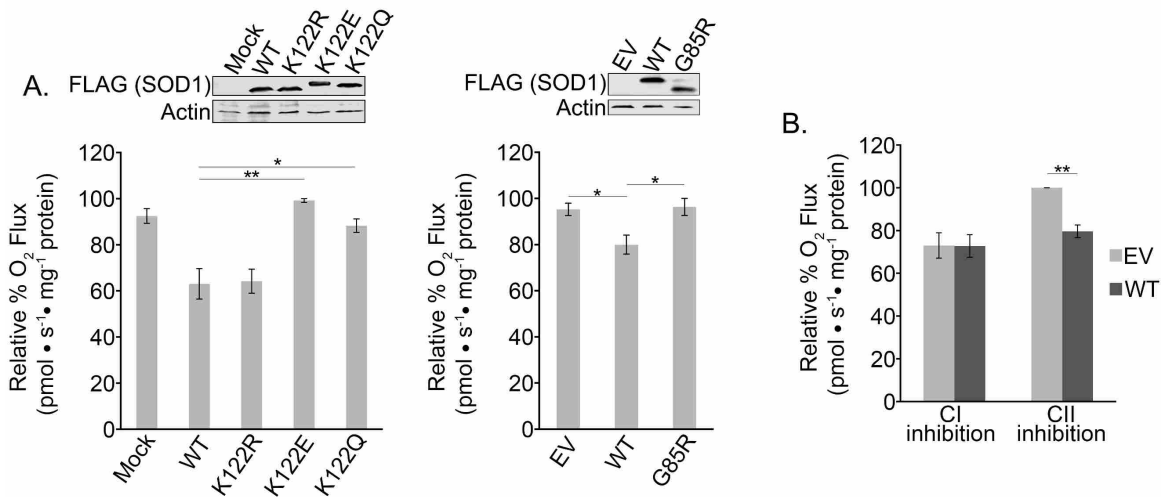 A.
Mock
WT
K122R
K122E
K122Q
FLAG (SOD1)
Actin
Relative % O2 Flux
(pmol • s-1• mg-1 protein)
120
100
80
60
40
20
0
*
**
Mock
WT
K122R
K122E
K122Q
EV
WT
G85R
FLAG (SOD1)
Actin
Relative % O2 Flux
(pmol • s-1• mg-1 protein)
120
100
80
60
40
20
0
*
*
EV
WT
G85R
B.
Relative % O2 Flux
(pmol • s-1• mg-1 protein)
120
100
80
60
40
20
0
**
EV
WT
CI
inhibition
CII
inhibition